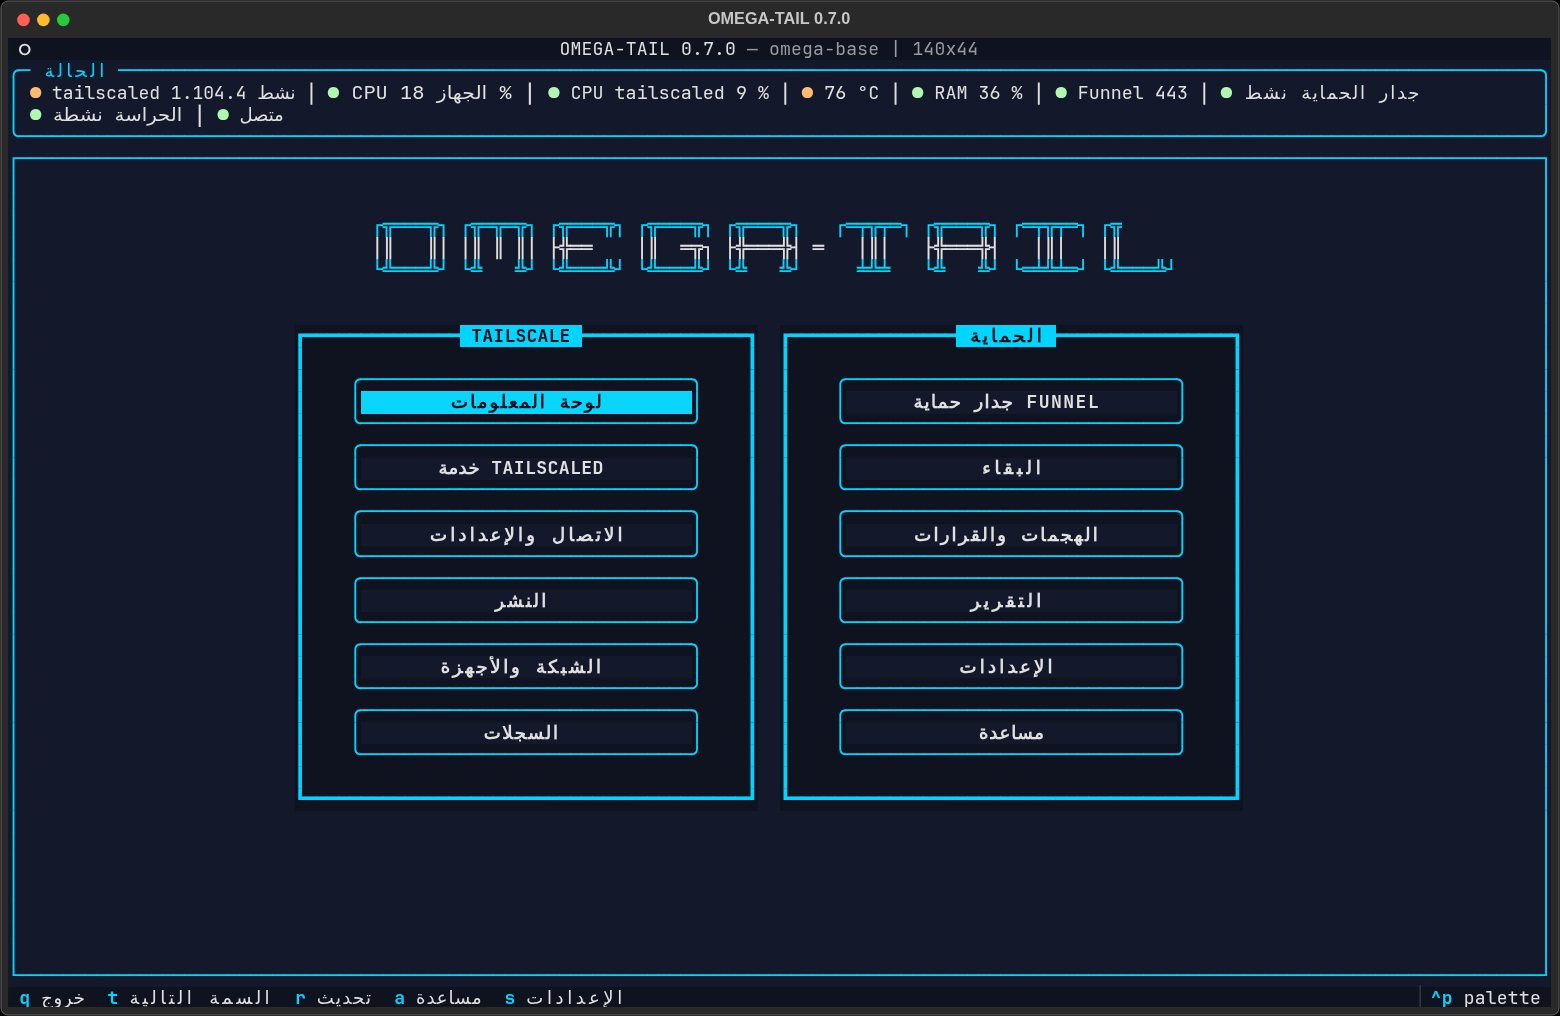 OMEGA-TAIL 0.7.0
OMEGA-TAIL 0.7.0 — omega-base | 140x44
الحالة
● tailscaled 1.104.4 نشط │ ● CPU الجهاز 18 % │ ● CPU tailscaled 9 % │ ● 76 °C │ ● RAM 36 % │ ● Funnel 443 │ ● جدار الحماية نشط
● الحراسة نشطة │ ● متصل
OMEGA-TAIL
TAILSCALE
لوحة المعلومات
خدمة TAILSCALED
الاتصال والإعدادات
النشر
الشبكة والأجهزة
السجلات
الحماية
جدار حماية FUNNEL
البقاء
الهجمات والقرارات
التقرير
الإعدادات
مساعدة
q خروج t السمة التالية r تحديث a مساعدة s الإعدادات ^p palette